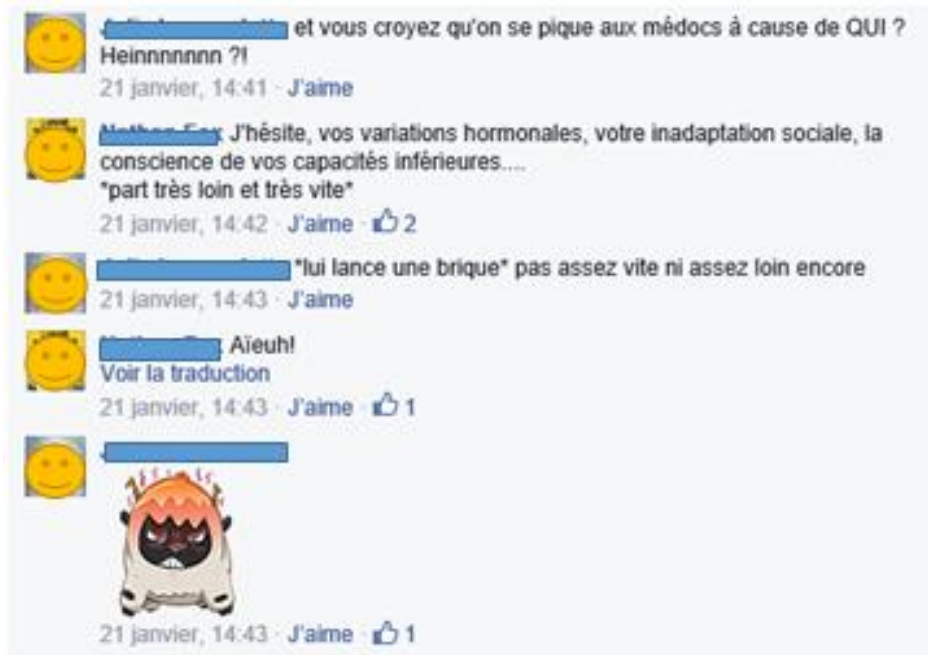 et vous croyez qu'on se pique aux médocs à cause de QUI ?
Heinnnnnnn ?!
21 janvier, 14:41 · J'aime
J'hésite, vos variations hormonales, votre inadaptation sociale, la
conscience de vos capacités inférieures....
*part très loin et très vite*
21 janvier, 14:42 · J'aime · 2
*lui lance une brique* pas assez vite ni assez loin encore
21 janvier, 14:43 · J'aime
Aïeuh!
Voir la traduction
21 janvier, 14:43 · J'aime · 1
21 janvier, 14:43 · J'aime · 1